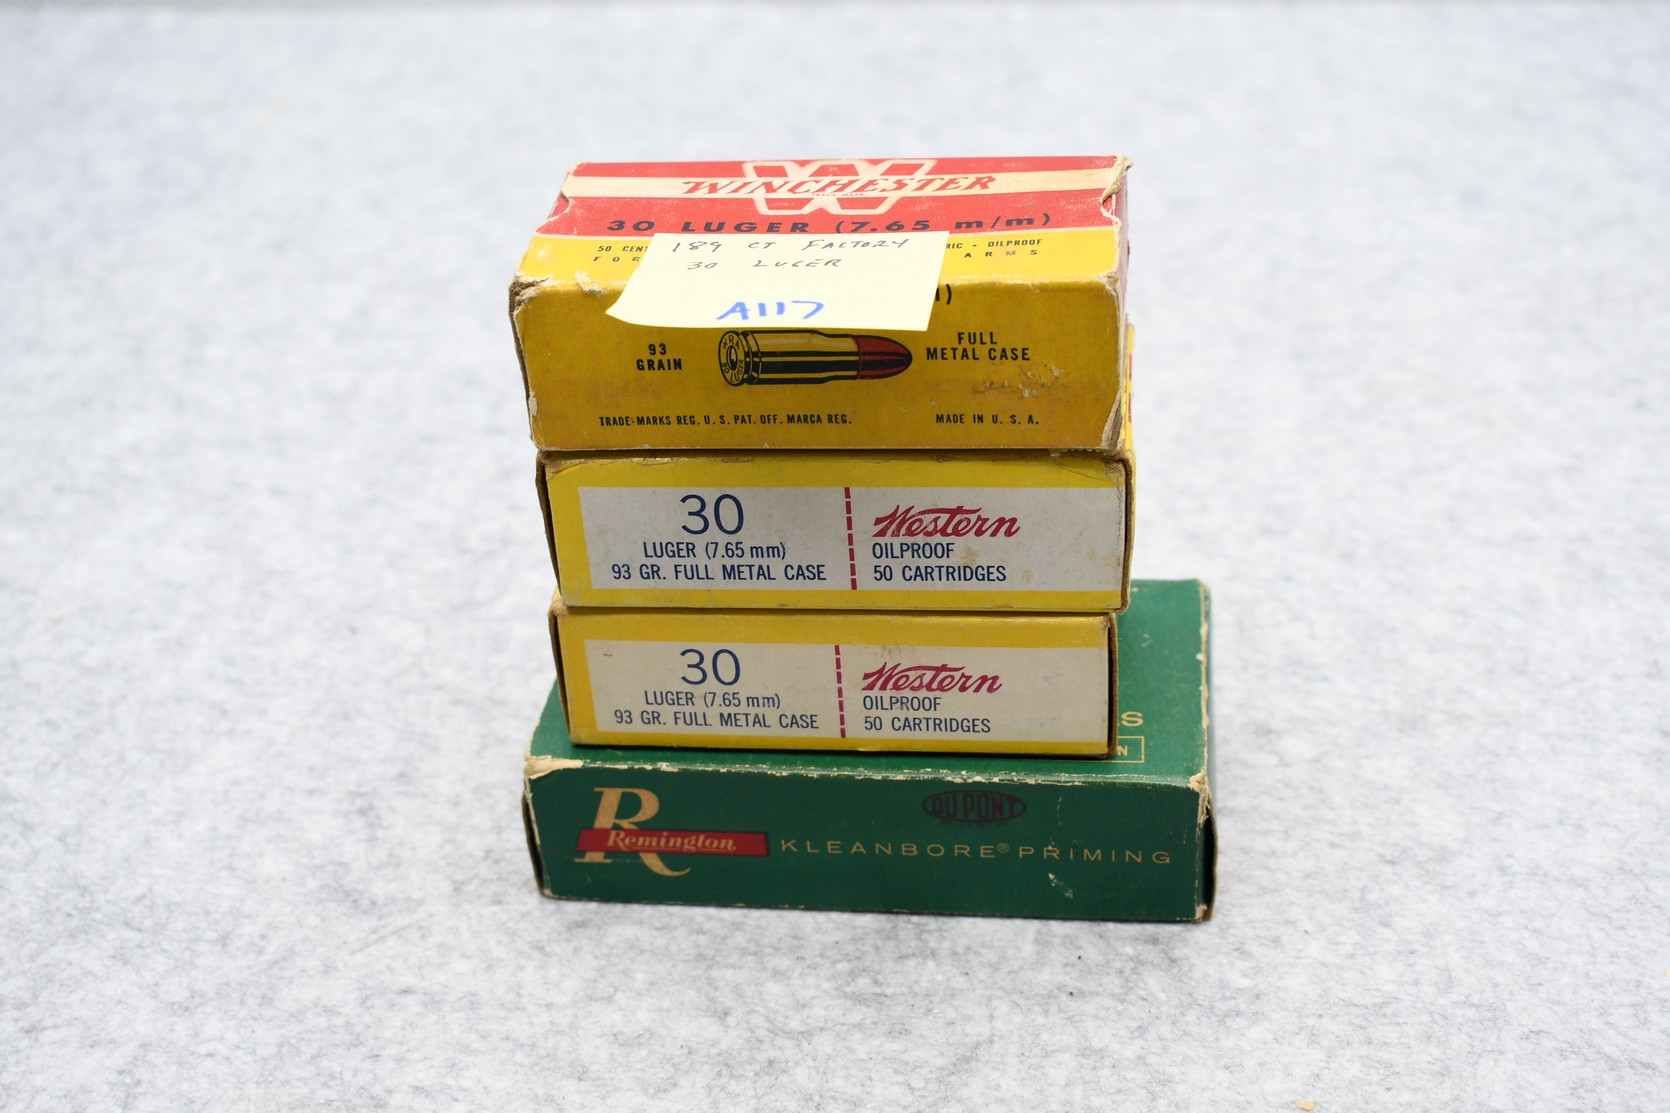 WINCHESTER
TRADE-MARK
30 LUGER (7.65 m/m)
50 CEN
RIC - OILPROOF
FOR
ARMS
189 CT FACTORY
30 LUGER
A117
93
GRAIN
FULL
METAL CASE
TRADE-MARKS REG. U. S. PAT. OFF. MARCA REG.
MADE IN U. S. A.
30
LUGER (7.65 mm)
93 GR. FULL METAL CASE
Western
OILPROOF
50 CARTRIDGES
30
LUGER (7.65 mm)
93 GR. FULL METAL CASE
Western
OILPROOF
50 CARTRIDGES
S
N
R
Remington
DU PONT
KLEANBORE® PRIMING